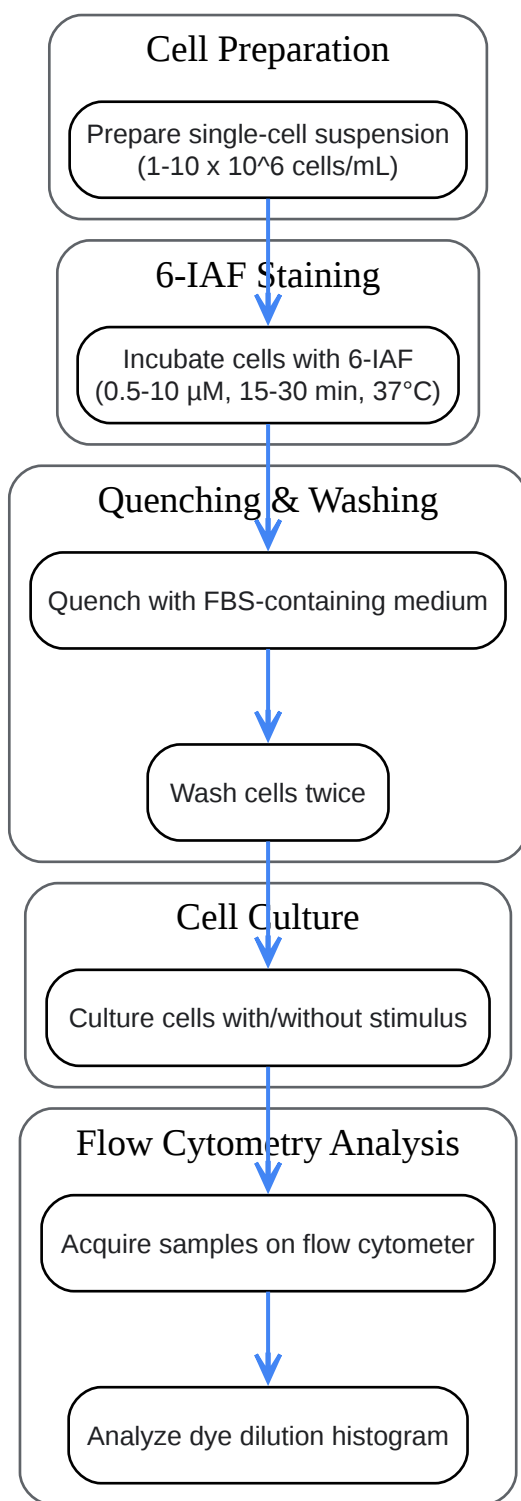 Cell Preparation
Prepare single-cell suspension
(1-10 x 10^6 cells/mL)
6-IAF Staining
Incubate cells with 6-IAF
(0.5-10 µM, 15-30 min, 37°C)
Quenching & Washing
Quench with FBS-containing medium
Wash cells twice
Cell Culture
Culture cells with/without stimulus
Flow Cytometry Analysis
Acquire samples on flow cytometer
Analyze dye dilution histogram